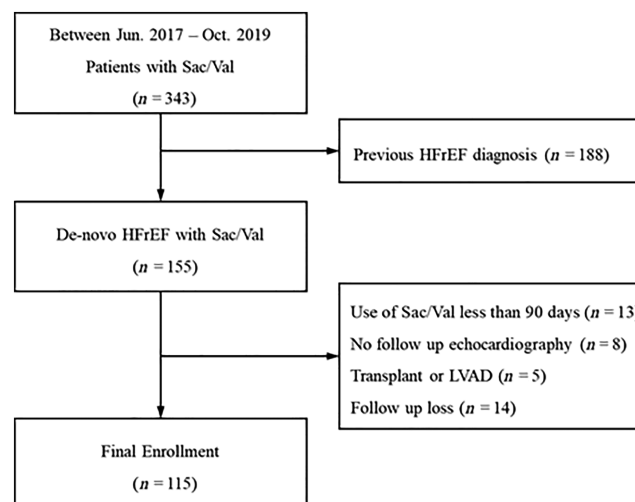 Between Jun. 2017 – Oct. 2019
Patients with Sac/Val
(n = 343)
Previous HFrEF diagnosis (n = 188)
De-novo HFrEF with Sac/Val
(n = 155)
Use of Sac/Val less than 90 days (n = 13)
No follow up echocardiography (n = 8)
Transplant or LVAD (n = 5)
Follow up loss (n = 14)
Final Enrollment
(n = 115)